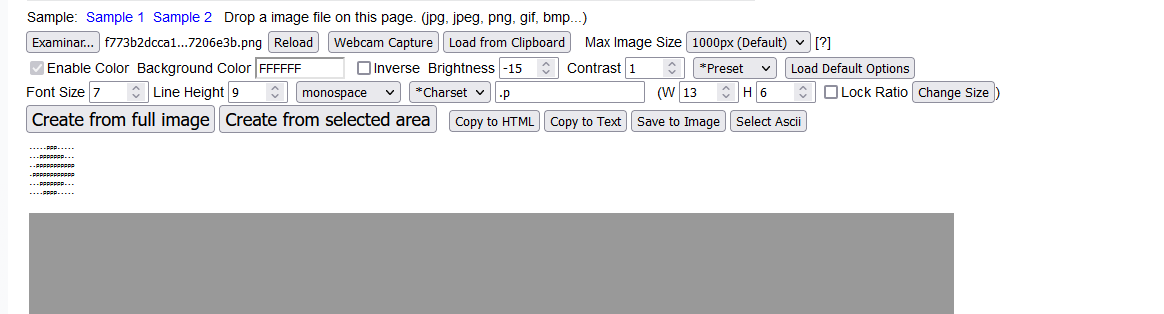 Sample: Sample 1 Sample 2 Drop a image file on this page. (jpg, jpeg, png, gif, bmp...)
Examinar... f773b2dcca1...7206e3b.png Reload Webcam Capture Load from Clipboard Max Image Size 1000px (Default) [?]
Enable Color Background Color FFFFFF Inverse Brightness -15 Contrast 1 *Preset Load Default Options
Font Size 7 Line Height 9 monospace *Charset .p (W 13 H 6 Lock Ratio Change Size)
Create from full image Create from selected area Copy to HTML Copy to Text Save to Image Select Ascii
.....ppp.....
...ppppppp...
..ppppppppppp
.pppppppppppp
...ppppppp...
....pppp.....